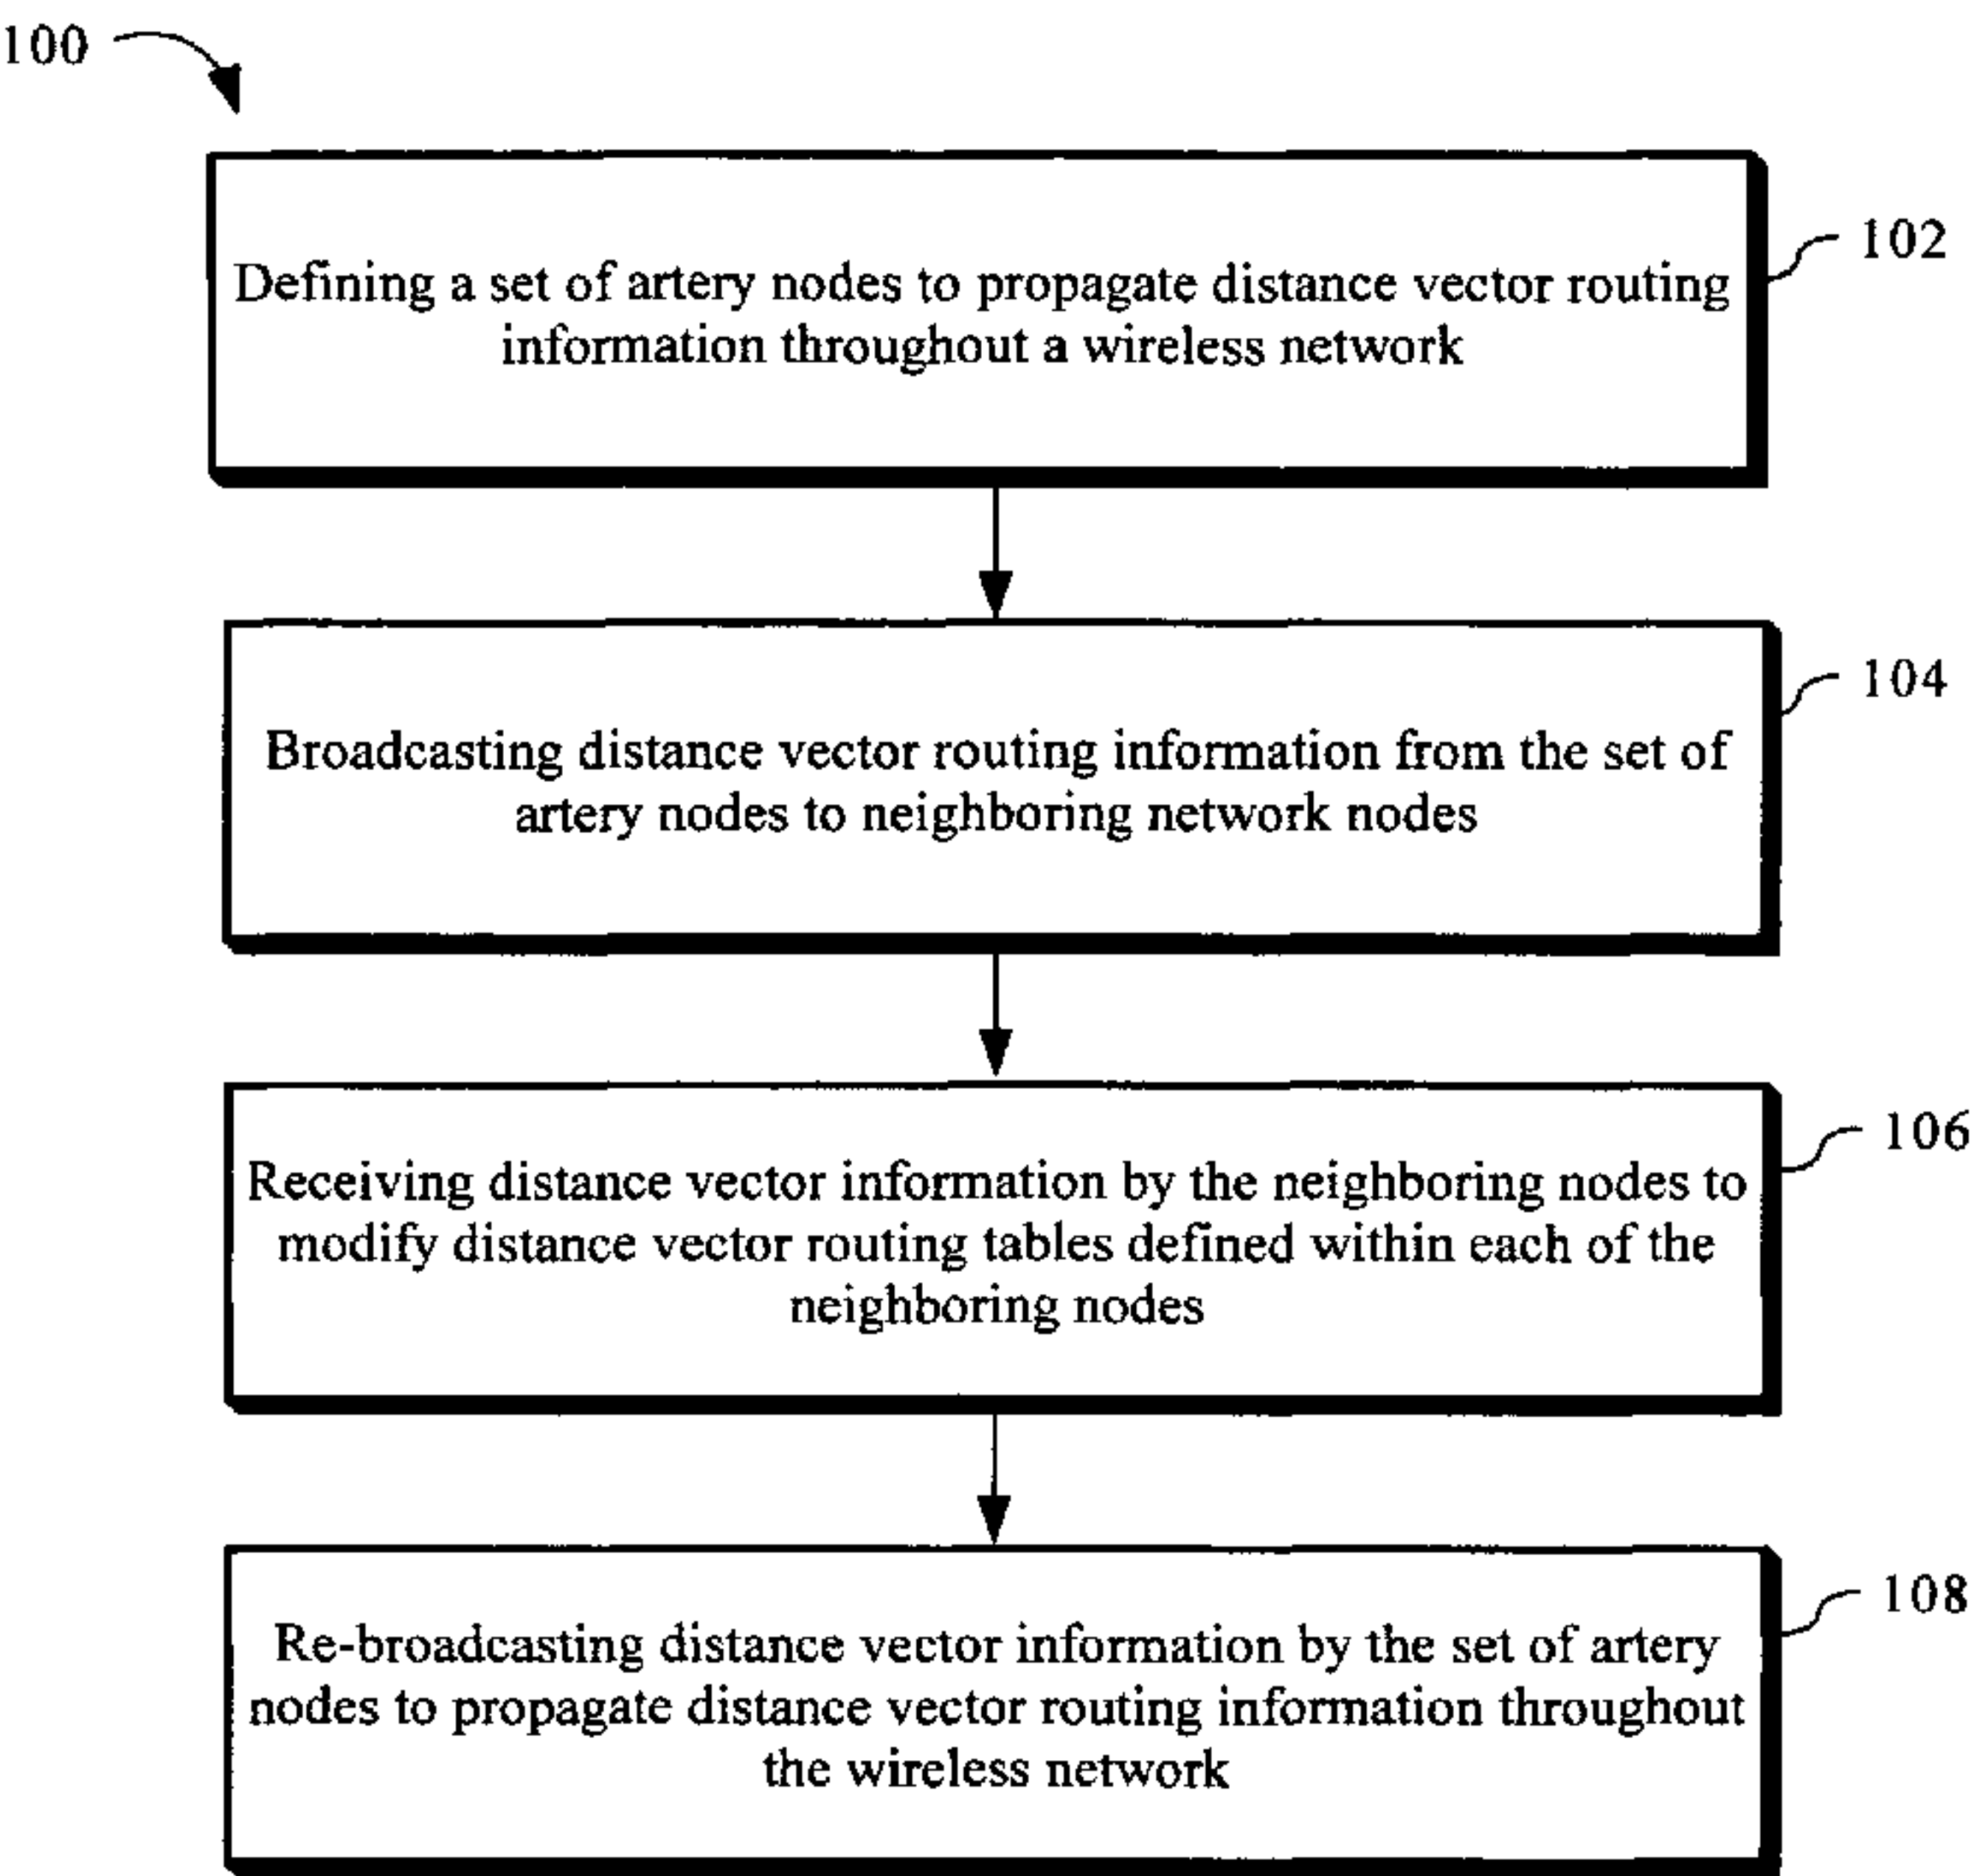 100
Defining a set of artery nodes to propagate distance vector routing
information throughout a wireless network
102
Broadcasting distance vector routing information from the set of
artery nodes to neighboring network nodes
104
Receiving distance vector information by the neighboring nodes to
modify distance vector routing tables defined within each of the
neighboring nodes
106
Re-broadcasting distance vector information by the set of artery
nodes to propagate distance vector routing information throughout
the wireless network
108